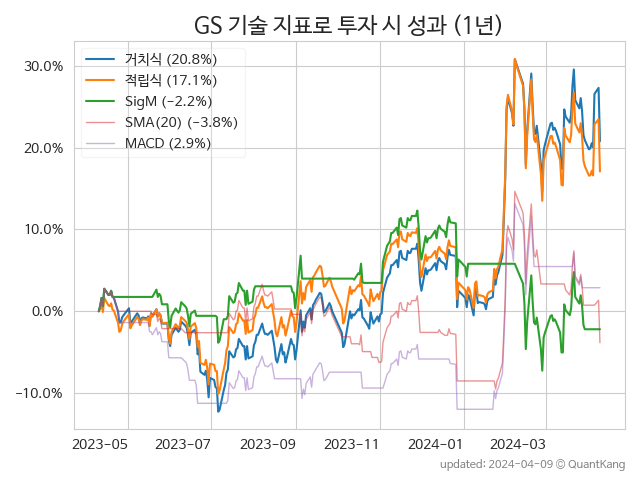 GS 기술 지표로 투자 시 성과 (1년)
거치식 (20.8%)
적립식 (17.1%)
SigM (−2.2%)
SMA(20) (−3.8%)
MACD (2.9%)
30.0%
20.0%
10.0%
0.0%
−10.0%
2023-05 2023-07 2023-09 2023-11 2024-01 2024-03
updated: 2024-04-09 © QuantKang